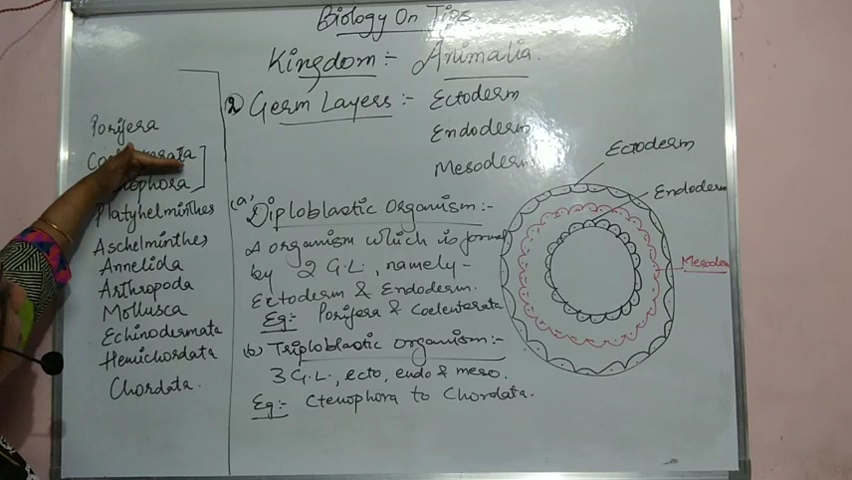 Biology On Tips
Kingdom :- Animalia.
Porifera
Platyhelminthes
Aschelminthes
Annelida
Arthropoda
Mollusca
Echinodermata
Hemichordata
Chordata.
2) Germ Layers :- Ectoderm
Endoderm
Mesoderm
(a) Diploblastic Organism :-
A organism which is formed
by 2 G.L., namely -
Ectoderm & Endoderm.
Eg:- Porifera & Coelenterata
(b) Triploblastic organism :-
3 G.L., ecto, endo & meso.
Eg:- Ctenophora to Chordata.
Ectoderm
Endoderm